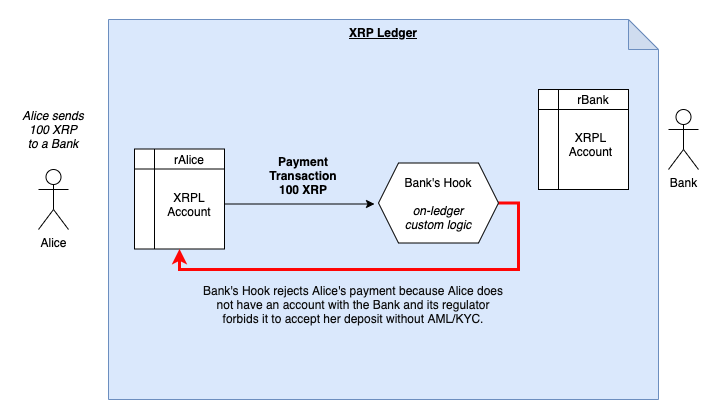 XRP Ledger
Alice sends
100 XRP
to a Bank
Alice
rAlice
XRPL
Account
Payment
Transaction
100 XRP
Bank's Hook
on-ledger
custom logic
rBank
XRPL
Account
Bank
Bank's Hook rejects Alice's payment because Alice does
not have an account with the Bank and its regulator
forbids it to accept her deposit without AML/KYC.